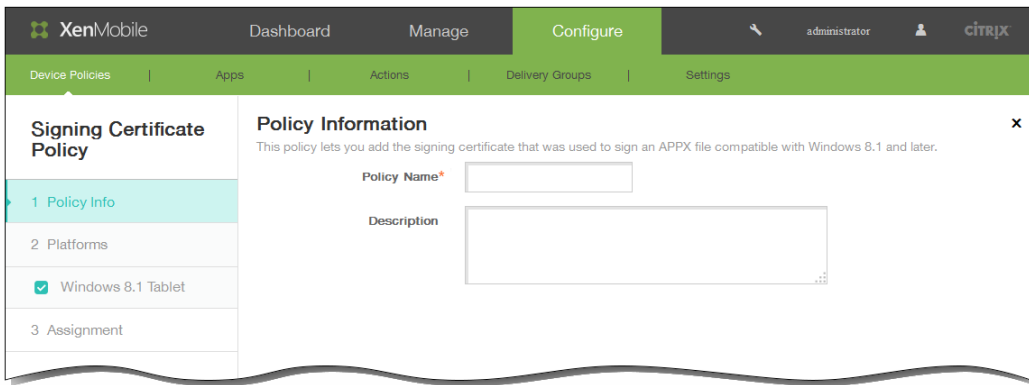 XenMobile Dashboard Manage Configure administrator CİTRIX
Device Policies | Apps | Actions | Delivery Groups | Settings
Signing Certificate
Policy
1 Policy Info
2 Platforms
Windows 8.1 Tablet
3 Assignment
Policy Information x
This policy lets you add the signing certificate that was used to sign an APPX file compatible with Windows 8.1 and later.
Policy Name*
Description